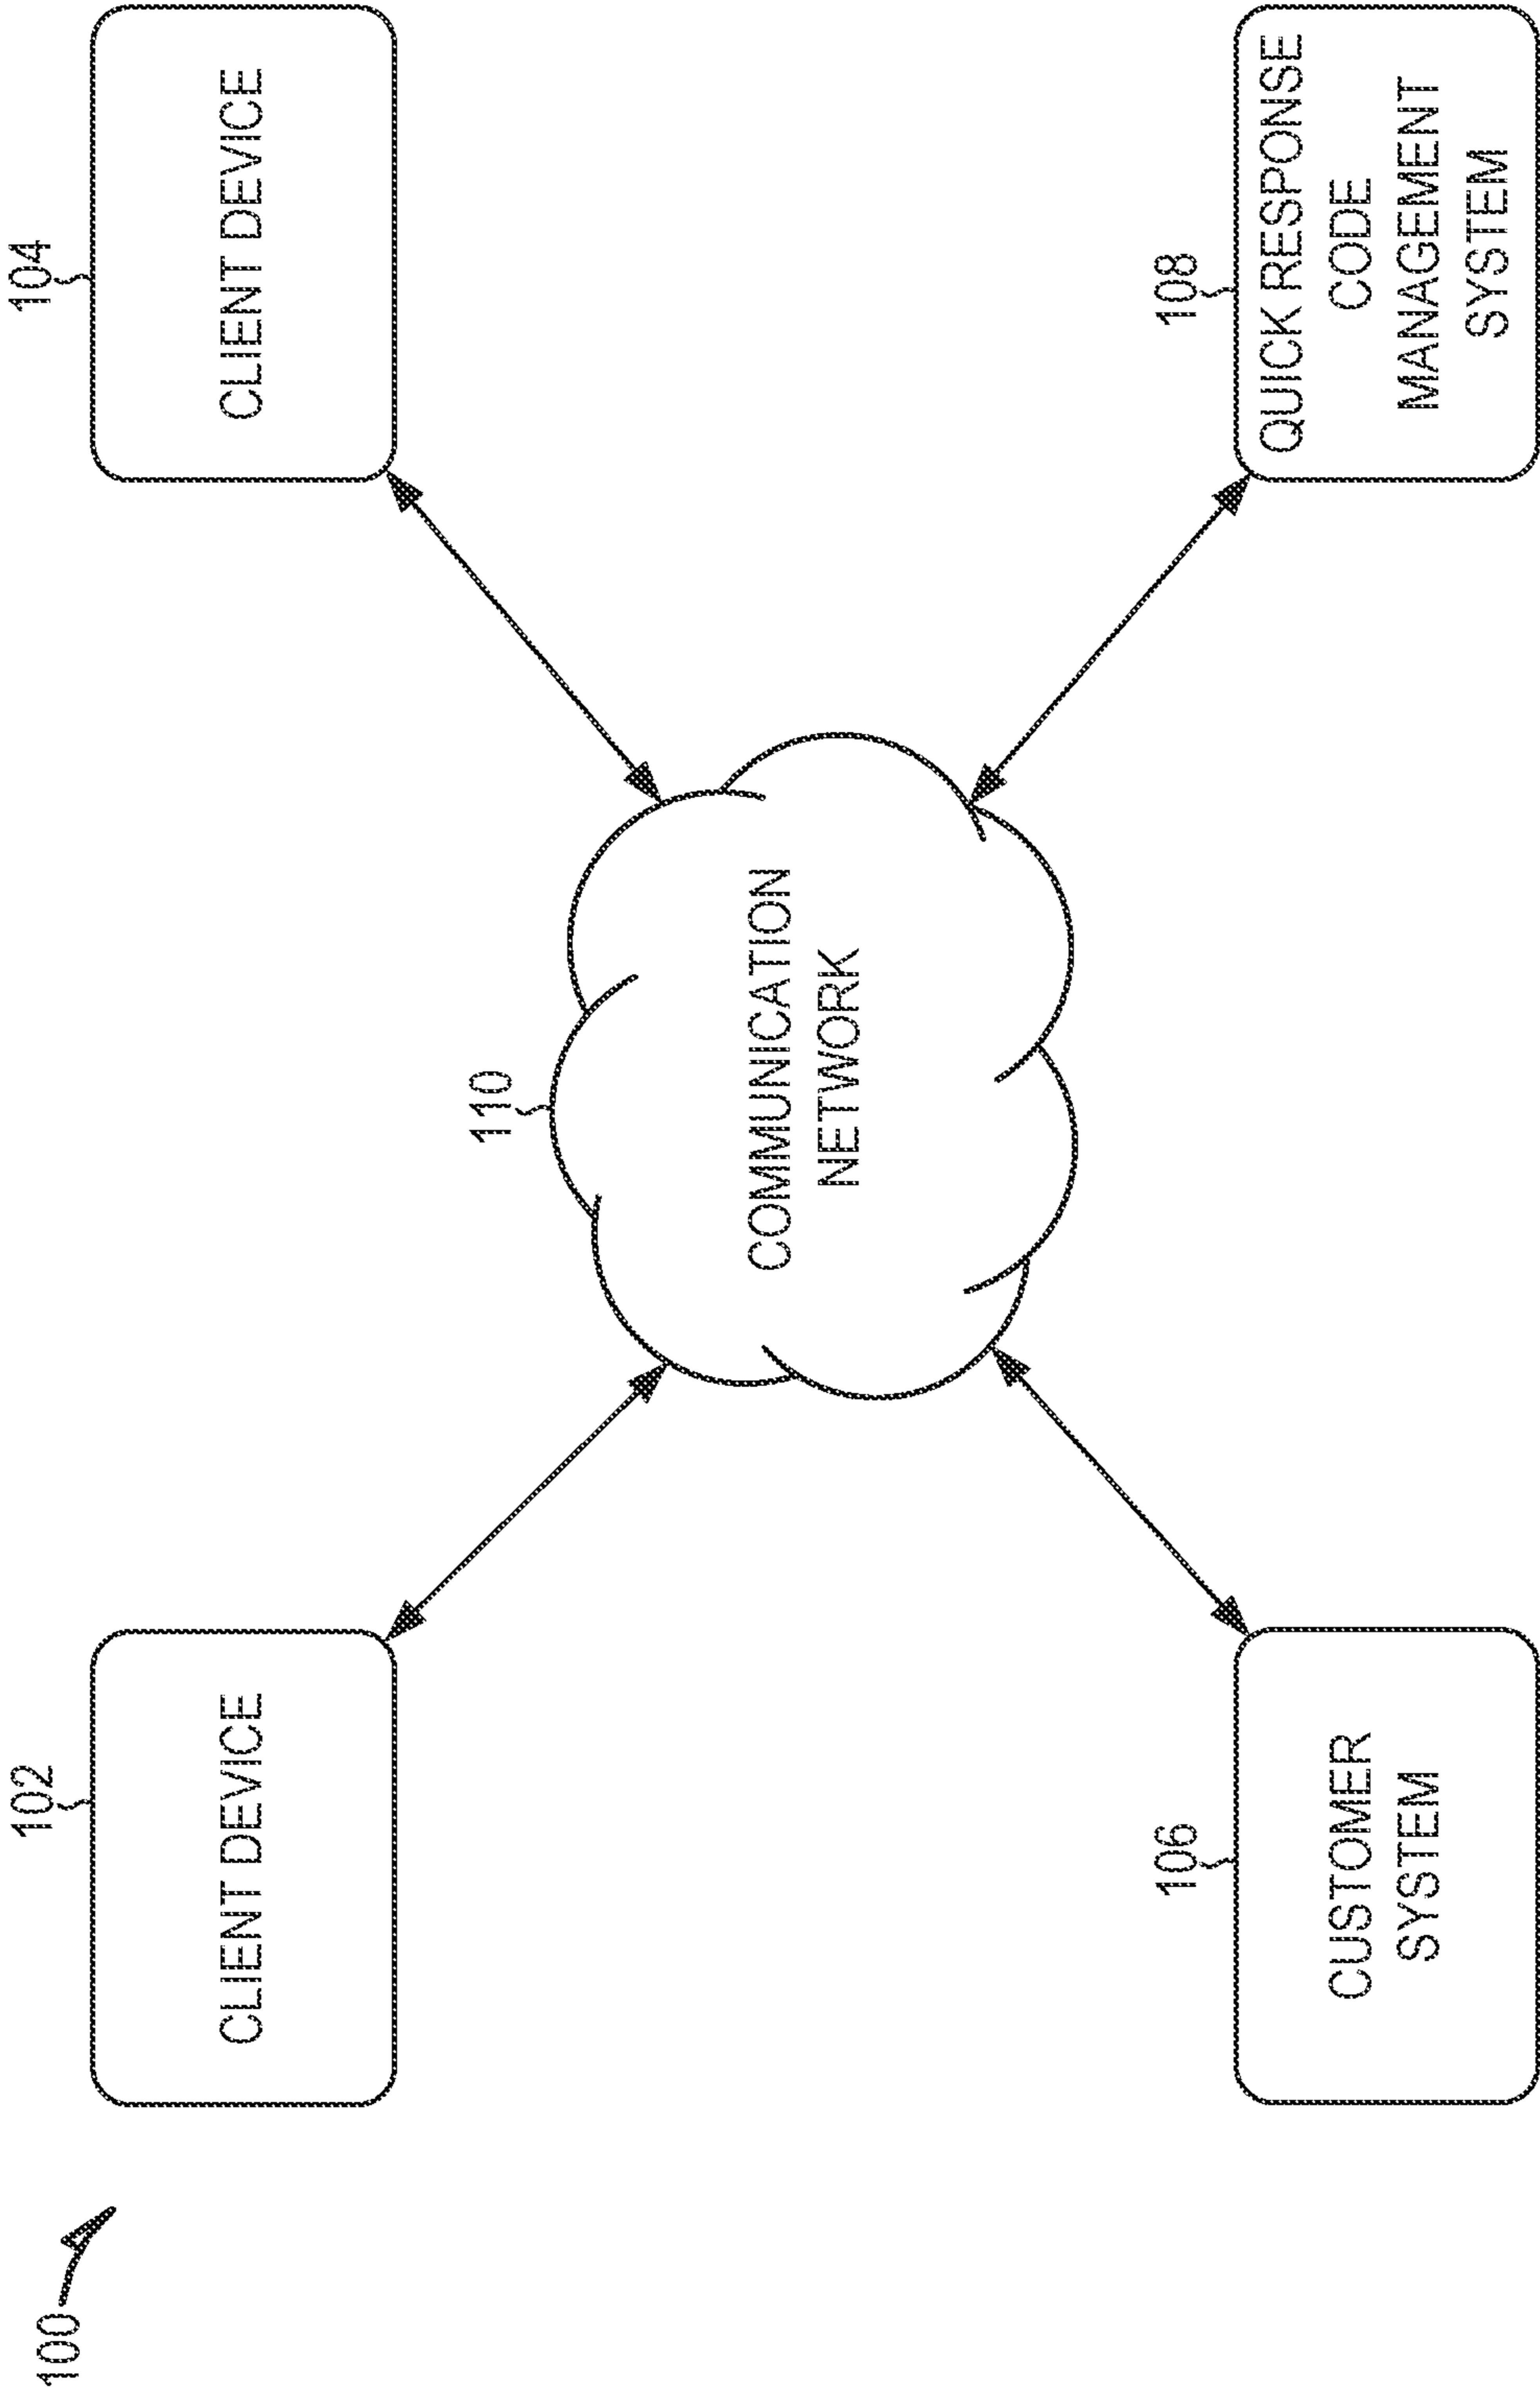 100
102
CLIENT DEVICE
104
CLIENT DEVICE
110
COMMUNICATION
NETWORK
106
CUSTOMER
SYSTEM
108
QUICK RESPONSE
CODE
MANAGEMENT
SYSTEM